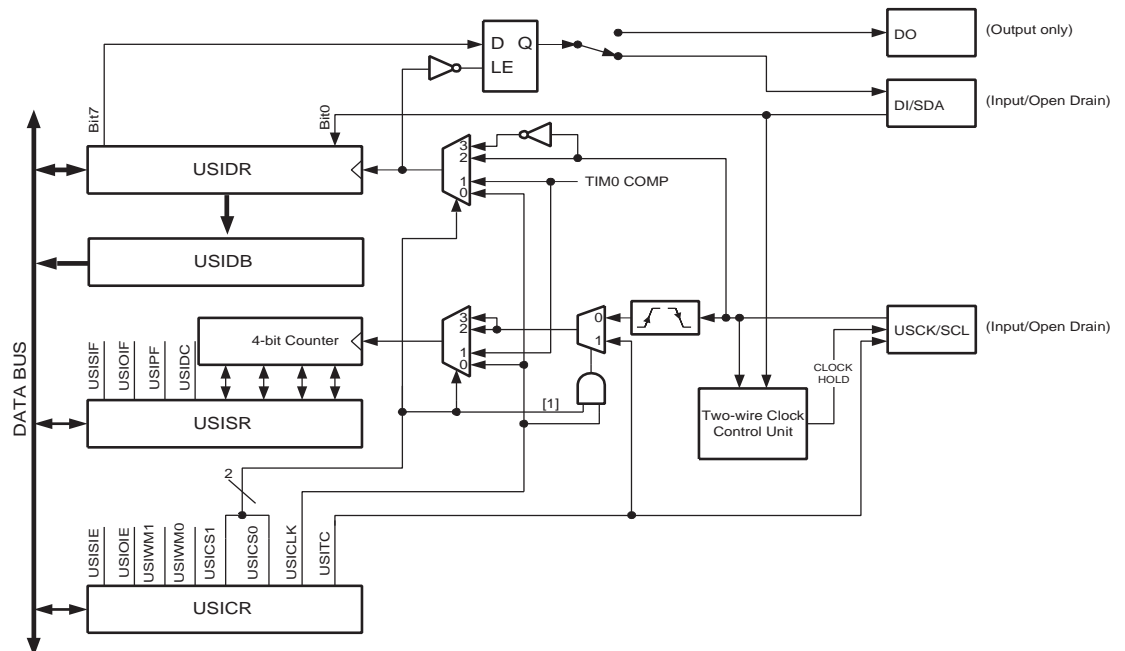 D Q
LE
DO
(Output only)
DI/SDA
(Input/Open Drain)
Bit7
Bit0
USIDR
3
2
1
0
TIM0 COMP
USIDB
DATA BUS
4-bit Counter
3
2
1
0
0
1
USCK/SCL
(Input/Open Drain)
CLOCK
HOLD
USISIF
USIOIF
USIPF
USIDC
[1]
Two-wire Clock
Control Unit
USISR
2
USISIE
USIOIE
USIWM1
USIWM0
USICS1
USICS0
USICLK
USITC
USICR